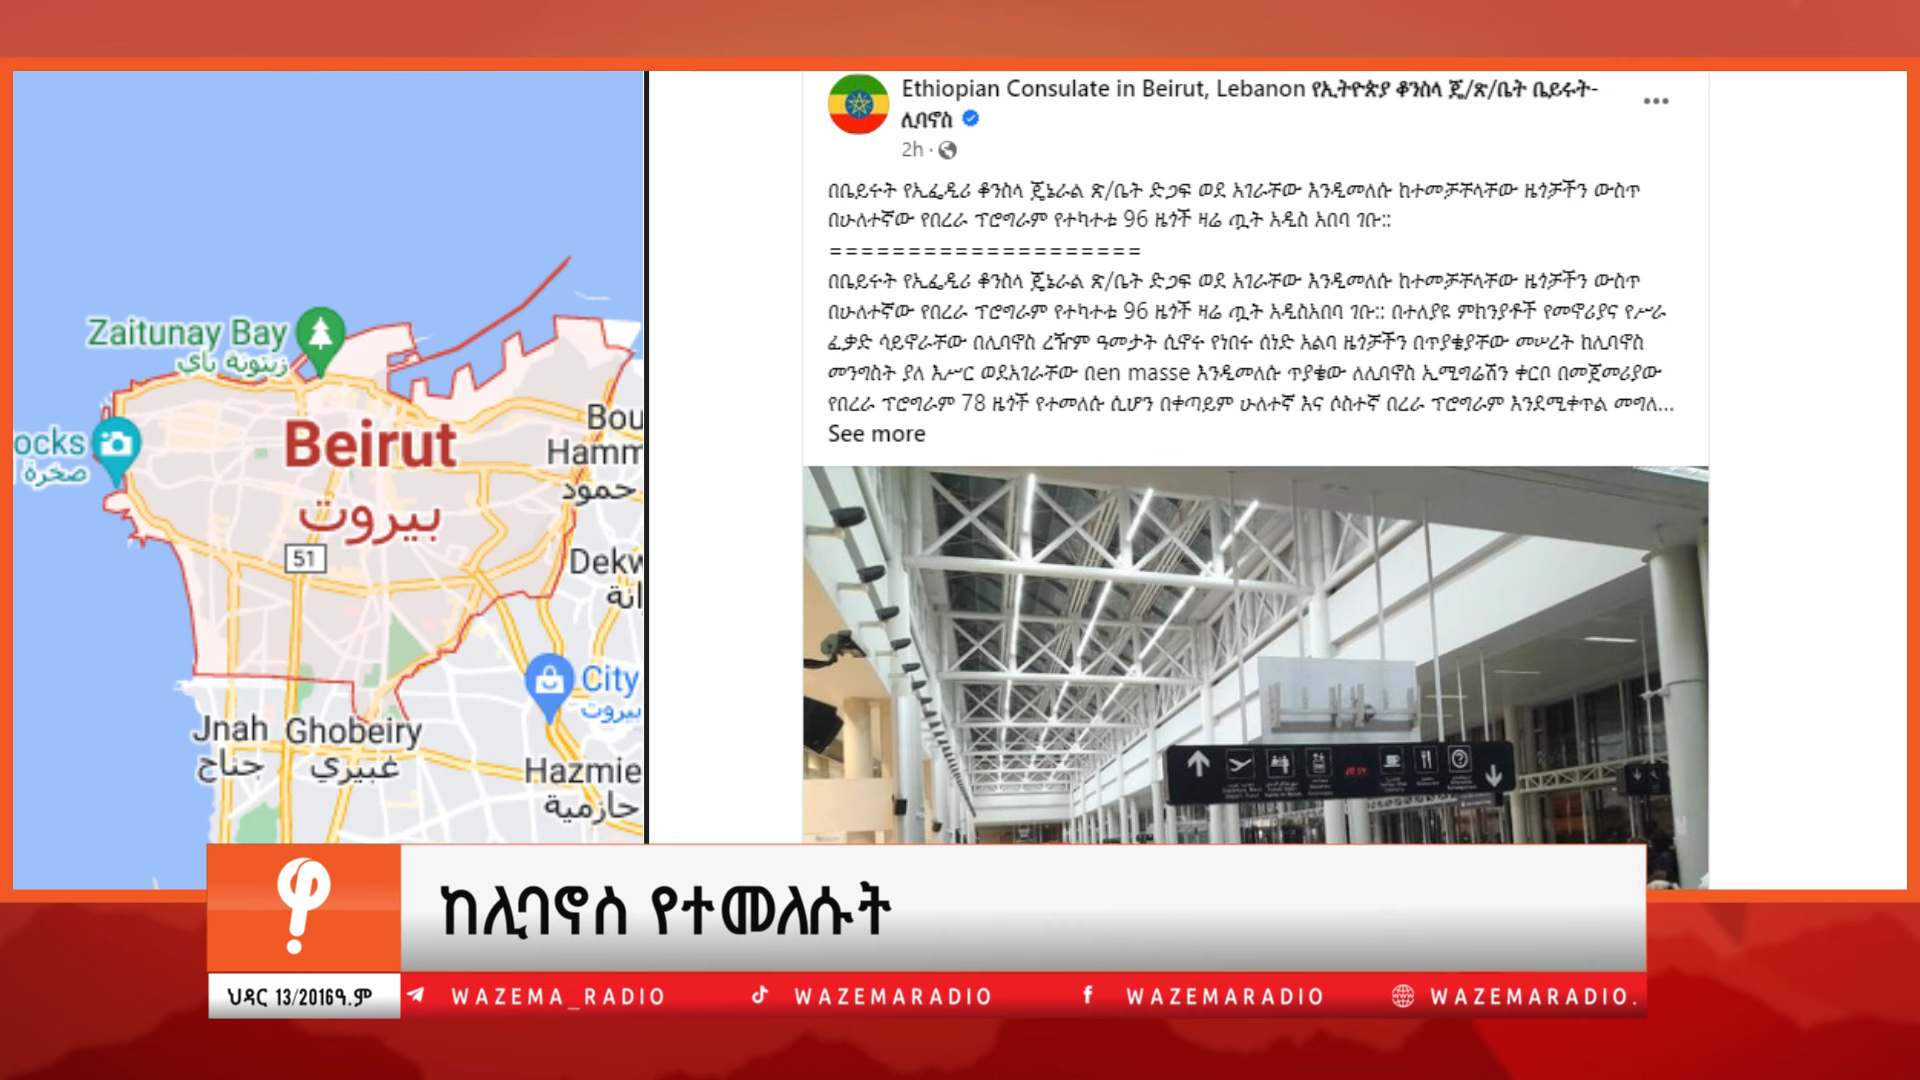 Zaitunay Bay
زيتونة باي
ocks
صخرة
Beirut
بيروت
51
Bou
Hamm
حمود
Dekw
انة
City
بيروت
Jnah
جناح
Ghobeiry
غبيري
Hazmie
حازمية
Ethiopian Consulate in Beirut, Lebanon የኢትዮጵያ ቆንስላ ጄ/ጽ/ቤት ቤይሩት-
ሊባኖስ
2h ·
በቤይሩት የኢፌዲሪ ቆንስላ ጄኔራል ጽ/ቤት ድጋፍ ወደ አገራቸው እንዲመለሱ ከተመቻቸላቸው ዜጎቻችን ውስጥ
በሁለተኛው የበረራ ፕሮግራም የተካተቱ 96 ዜጎች ዛሬ ጧት አዲስ አበባ ገቡ::
====================
በቤይሩት የኢፌዲሪ ቆንስላ ጄኔራል ጽ/ቤት ድጋፍ ወደ አገራቸው እንዲመለሱ ከተመቻቸላቸው ዜጎቻችን ውስጥ
በሁለተኛው የበረራ ፕሮግራም የተካተቱ 96 ዜጎች ዛሬ ጧት አዲስአበባ ገቡ:: በተለያዩ ምክንያቶች የመኖሪያና የሥራ
ፈቃድ ሳይኖራቸው በሊባኖስ ረዥም ዓመታት ሲኖሩ የነበሩ ሰነድ አልባ ዜጎቻችን በጥያቄያቸው መሠረት ከሊባኖስ
መንግስት ያለ እሥር ወደአገራቸው በen masse እንዲመለሱ ጥያቄው ለሊባኖስ ኢሚግሬሽን ቀርቦ በመጀመሪያው
የበረራ ፕሮግራም 78 ዜጎች የተመለሱ ሲሆን በቀጣይም ሁለተኛ እና ሶስተኛ በረራ ፕሮግራም እንደሚቀጥል መግለ...
See more
ከሊባኖስ የተመለሱት
ህዳር 13/2016ዓ.ም
WAZEMA_RADIO
WAZEMARADIO
WAZEMARADIO
WAZEMARADIO.